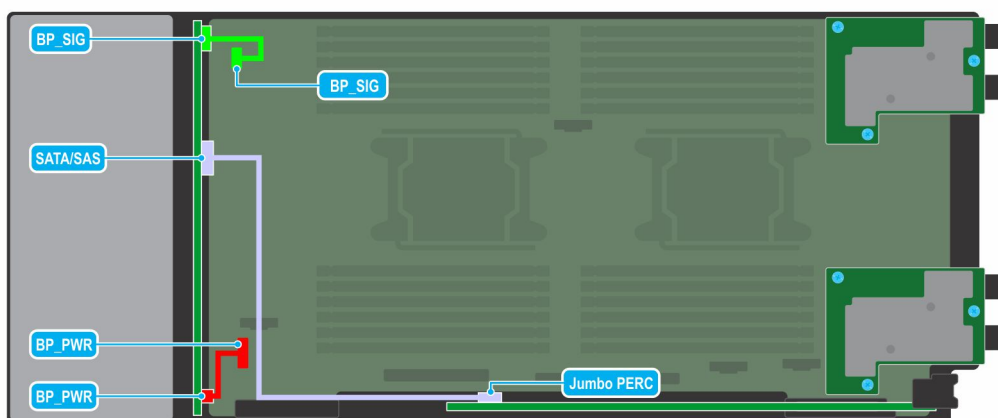 BP_SIG
BP_SIG
SATA/SAS
BP_PWR
Jumbo PERC
BP_PWR